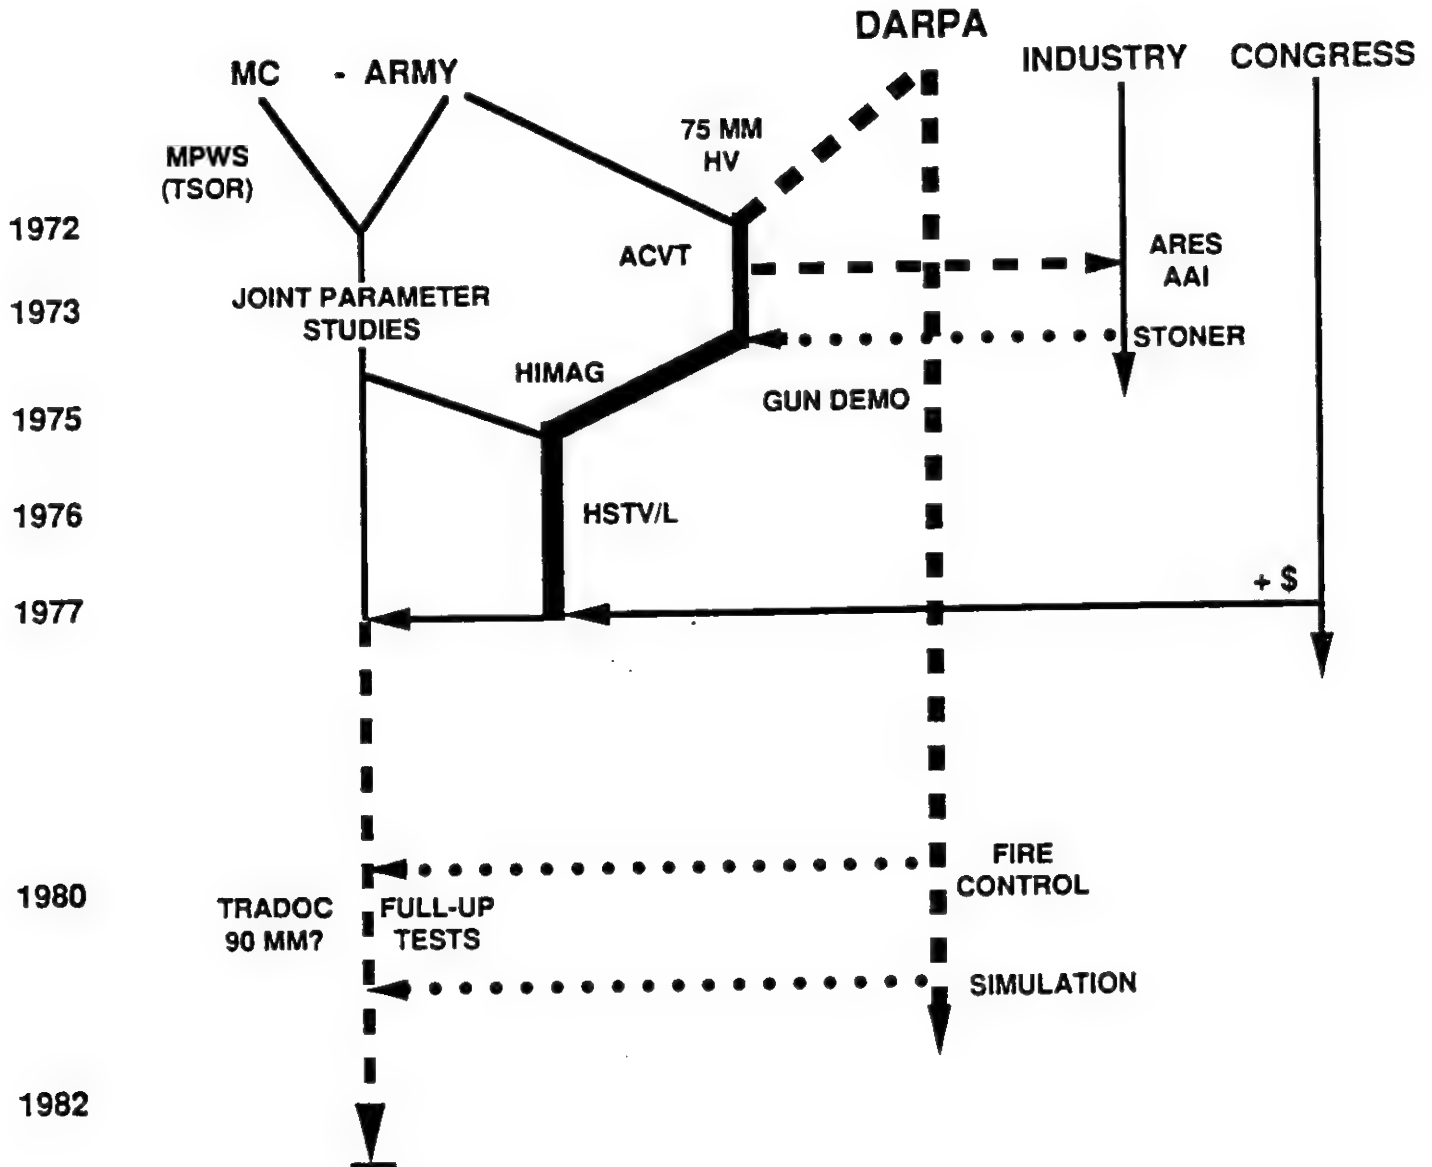 DARPA
MC - ARMY
INDUSTRY
CONGRESS
75 MM
HV
MPWS
(TSOR)
1972
ACVT
ARES
AAI
1973
JOINT PARAMETER
STUDIES
STONER
HIMAG
GUN DEMO
1975
1976
HSTV/L
+ $
1977
FIRE
CONTROL
1980
TRADOC
90 MM?
FULL-UP
TESTS
SIMULATION
1982